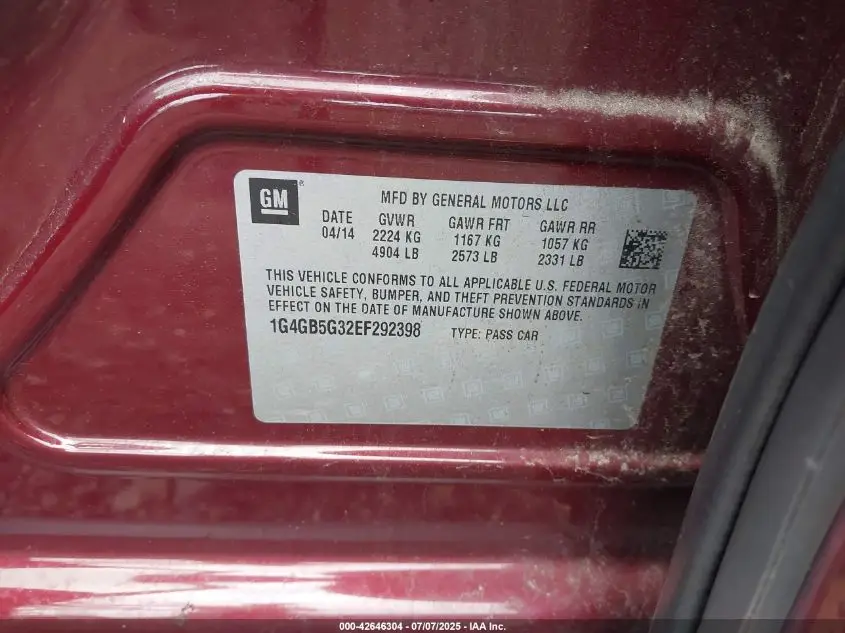 GM ®
MFD BY GENERAL MOTORS LLC
DATE GVWR GAWR FRT GAWR RR
04/14 2224 KG 1167 KG 1057 KG
4904 LB 2573 LB 2331 LB
THIS VEHICLE CONFORMS TO ALL APPLICABLE U.S. FEDERAL MOTOR
VEHICLE SAFETY, BUMPER, AND THEFT PREVENTION STANDARDS IN
EFFECT ON THE DATE OF MANUFACTURE SHOWN ABOVE.
1G4GB5G32EF292398 TYPE: PASS CAR
000-42646304 - 07/07/2025 - IAA Inc.